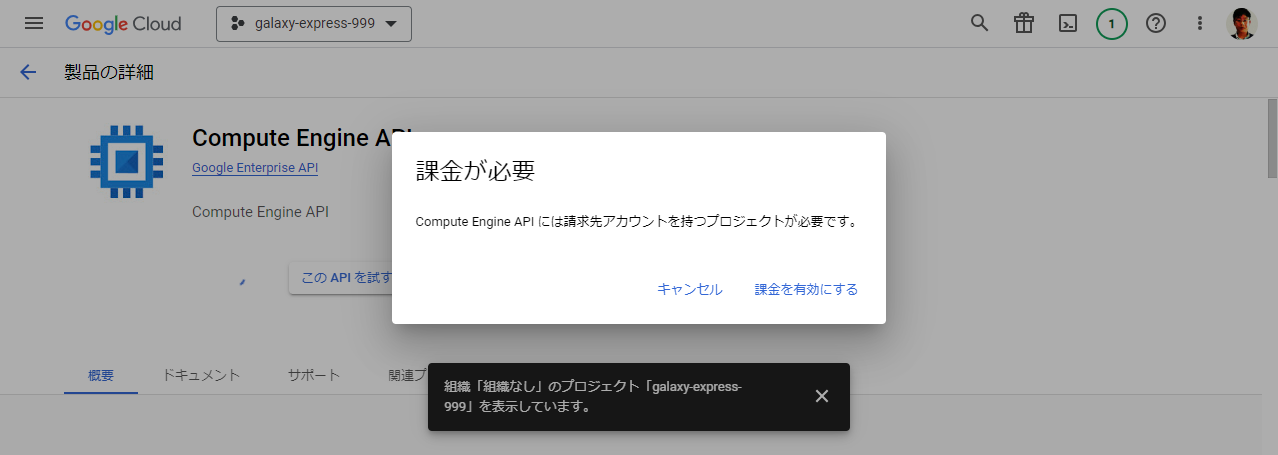 Google Cloud
galaxy-express-999
1
製品の詳細
Compute Engine API
Google Enterprise API
Compute Engine API
この API を試す
課金が必要
Compute Engine API には請求先アカウントを持つプロジェクトが必要です。
キャンセル 課金を有効にする
概要 ドキュメント サポート 関連プ
組織「組織なし」のプロジェクト「galaxy-express-
999」を表示しています。